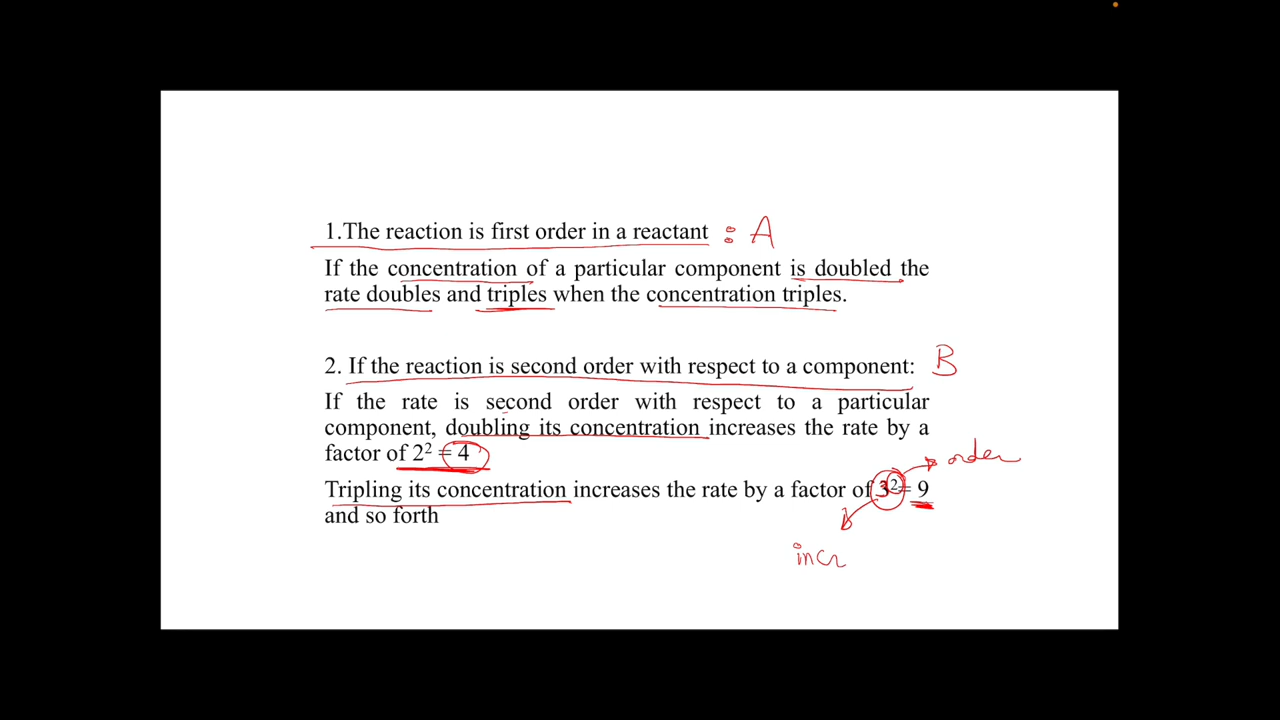 1.The reaction is first order in a reactant : A
If the concentration of a particular component is doubled the
rate doubles and triples when the concentration triples.
2. If the reaction is second order with respect to a component: B
If the rate is second order with respect to a particular
component, doubling its concentration increases the rate by a
factor of 2² = 4
order
Tripling its concentration increases the rate by a factor of 3² = 9
and so forth
incr